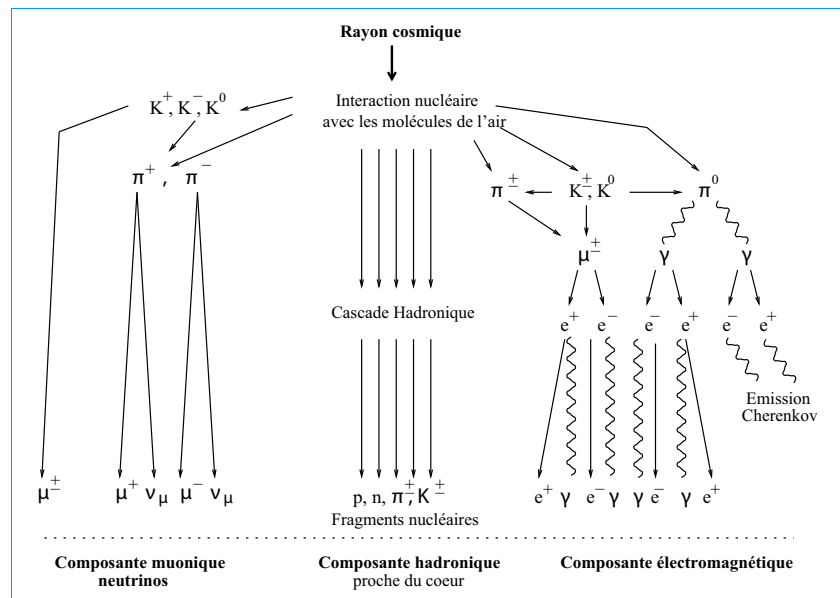 Rayon cosmique
Interaction nucléaire
avec les molécules de l'air
K⁺, K⁻, K⁰
π⁺ , π⁻
π± K±, K⁰ π⁰
μ± γ γ
Cascade Hadronique
e⁺ e⁻ e⁻ e⁺ e⁻ e⁺
Emission
Cherenkov
μ± μ⁺ νμ μ⁻ νμ p, n, π±, K± e⁺ γ e⁻ γ γ e⁻ γ e⁺
Fragments nucléaires
Composante muonique
neutrinos
Composante hadronique
proche du coeur
Composante électromagnétique